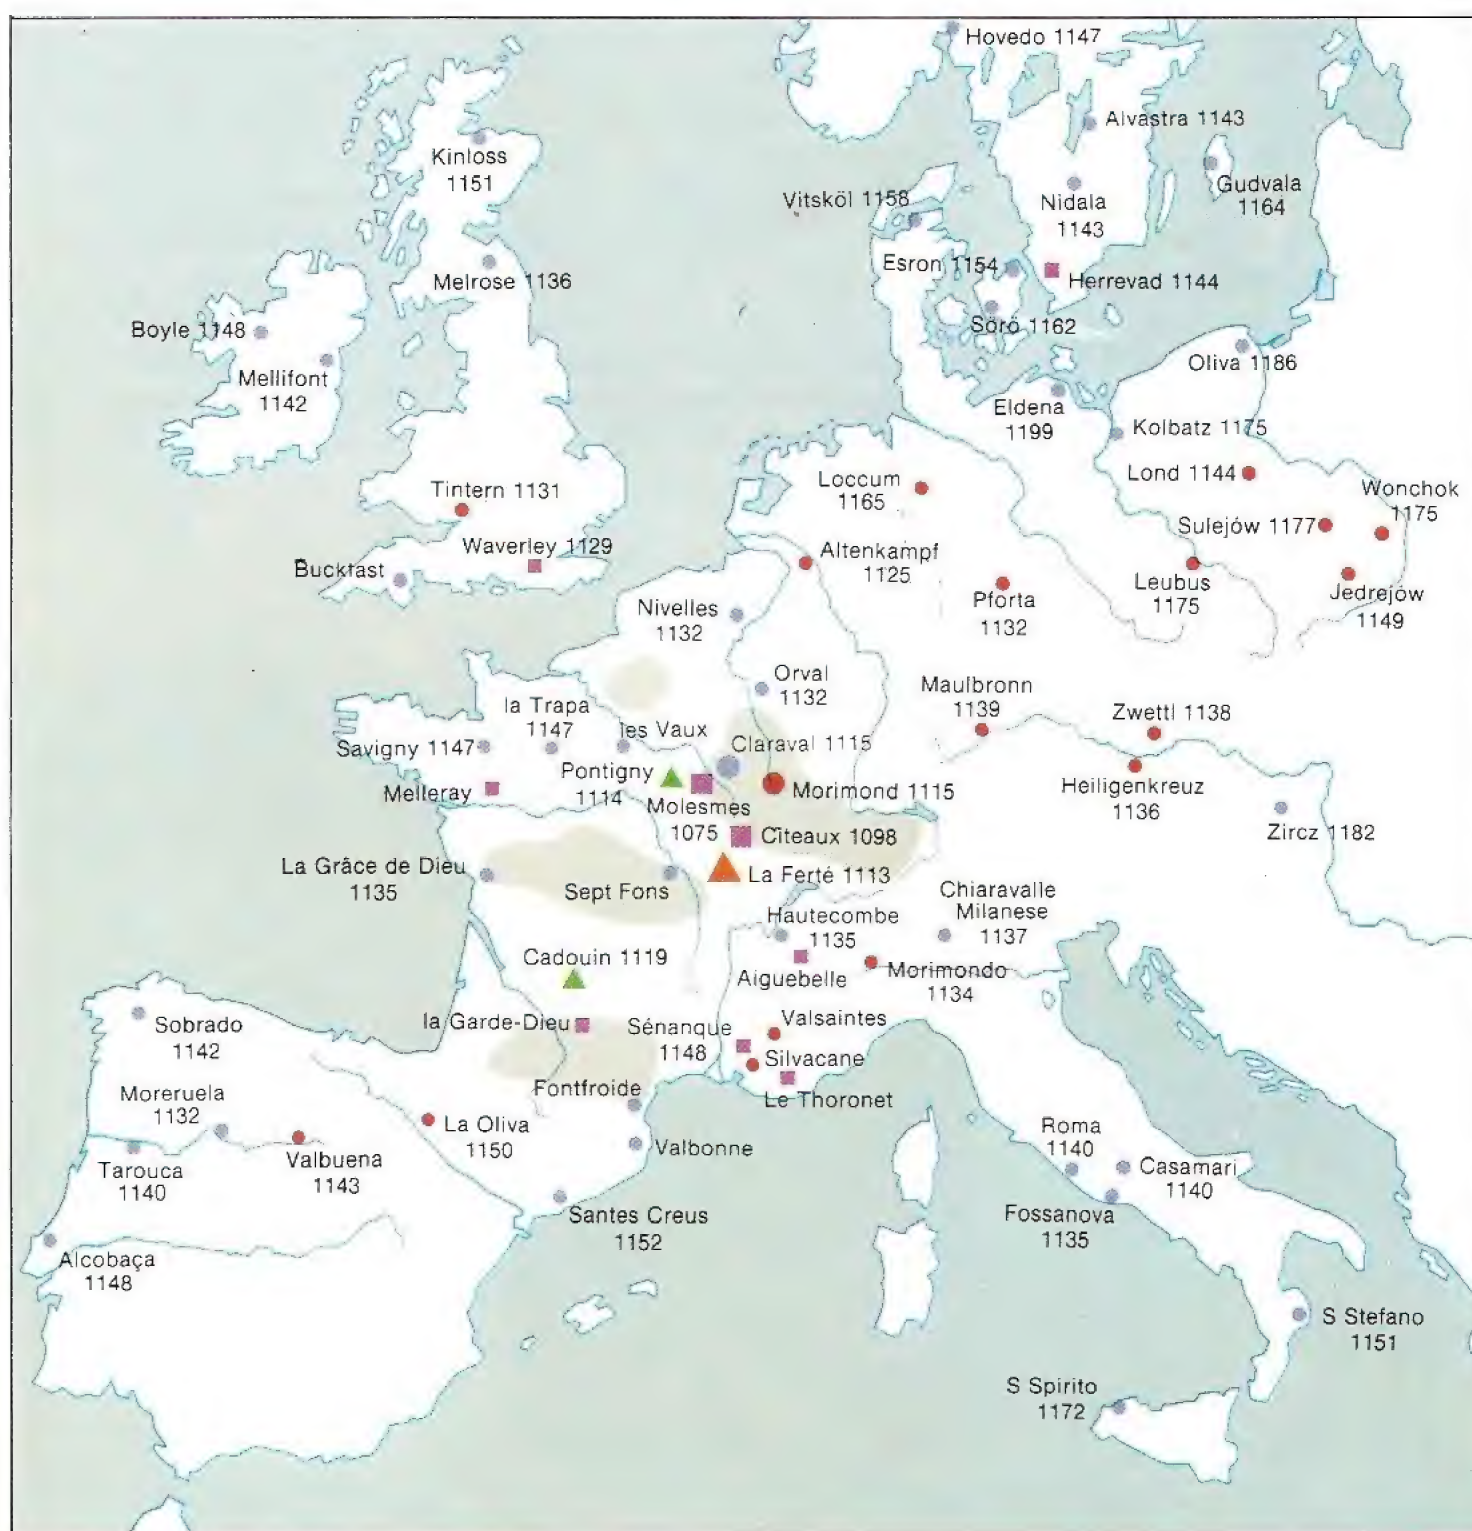 Hovedo 1147
Alvastra 1143
Kinloss
1151
Gudvala
1164
Vitsköl 1158
Nidala
1143
Esron 1154
Herrevad 1144
Melrose 1136
Sörö 1162
Boyle 1148
Oliva 1186
Mellifont
1142
Eldena
1199
Kolbatz 1175
Lond 1144
Loccum
1165
Wonchok
1175
Tintern 1131
Sulejów 1177
Waverley 1129
Altenkampf
1125
Buckfast
Leubus
1175
Jedrejów
1149
Nivelles
1132
Pforta
1132
Orval
1132
Maulbronn
1139
la Trapa
1147
Zwettl 1138
les Vaux
Savigny 1147
Claraval 1115
Pontigny
1114
Melleray
Morimond 1115
Heiligenkreuz
1136
Molesmes
1075
Zircz 1182
Citeaux 1098
La Grâce de Dieu
1135
Sept Fons
La Ferté 1113
Chiaravalle
Milanese
1137
Hautecombe
1135
Cadouin 1119
Aiguebelle
Morimondo
1134
Sobrado
1142
la Garde-Dieu
Sénanque
1148
Valsaintes
Silvacane
Moreruela
1132
Fontfroide
Le Thoronet
La Oliva
1150
Roma
1140
Valbonne
Tarouca
1140
Valbuena
1143
Casamari
1140
Santes Creus
1152
Fossanova
1135
Alcobaça
1148
S Stefano
1151
S Spirito
1172